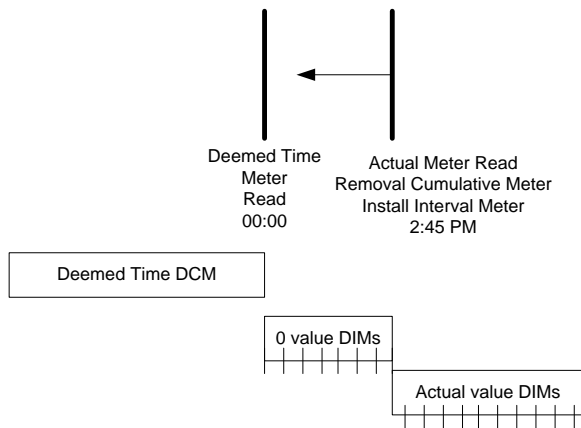 Deemed Time
Meter
Read
00:00
Actual Meter Read
Removal Cumulative Meter
Install Interval Meter
2:45 PM
Deemed Time DCM
0 value DIMs
Actual value DIMs